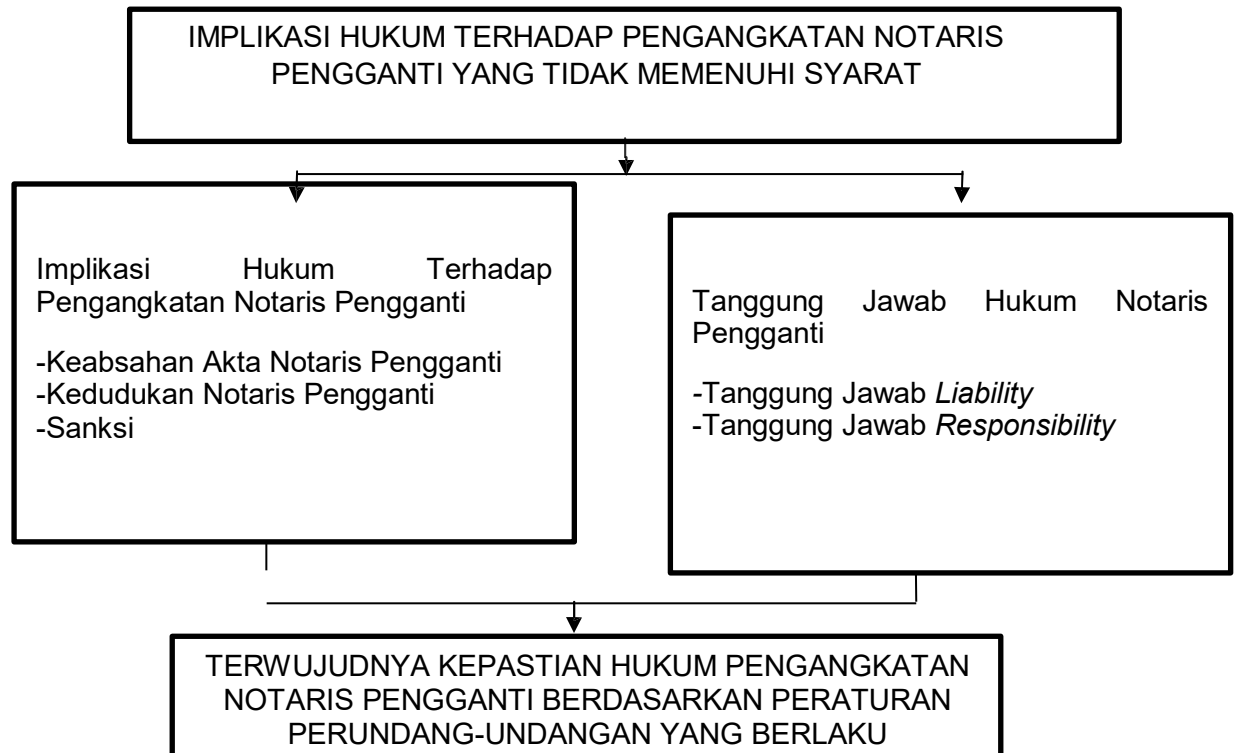 IMPLIKASI HUKUM TERHADAP PENGANGKATAN NOTARIS
PENGGANTI YANG TIDAK MEMENUHI SYARAT
Implikasi Hukum Terhadap
Pengangkatan Notaris Pengganti
-Keabsahan Akta Notaris Pengganti
-Kedudukan Notaris Pengganti
-Sanksi
Tanggung Jawab Hukum Notaris
Pengganti
-Tanggung Jawab Liability
-Tanggung Jawab Responsibility
TERWUJUDNYA KEPASTIAN HUKUM PENGANGKATAN
NOTARIS PENGGANTI BERDASARKAN PERATURAN
PERUNDANG-UNDANGAN YANG BERLAKU